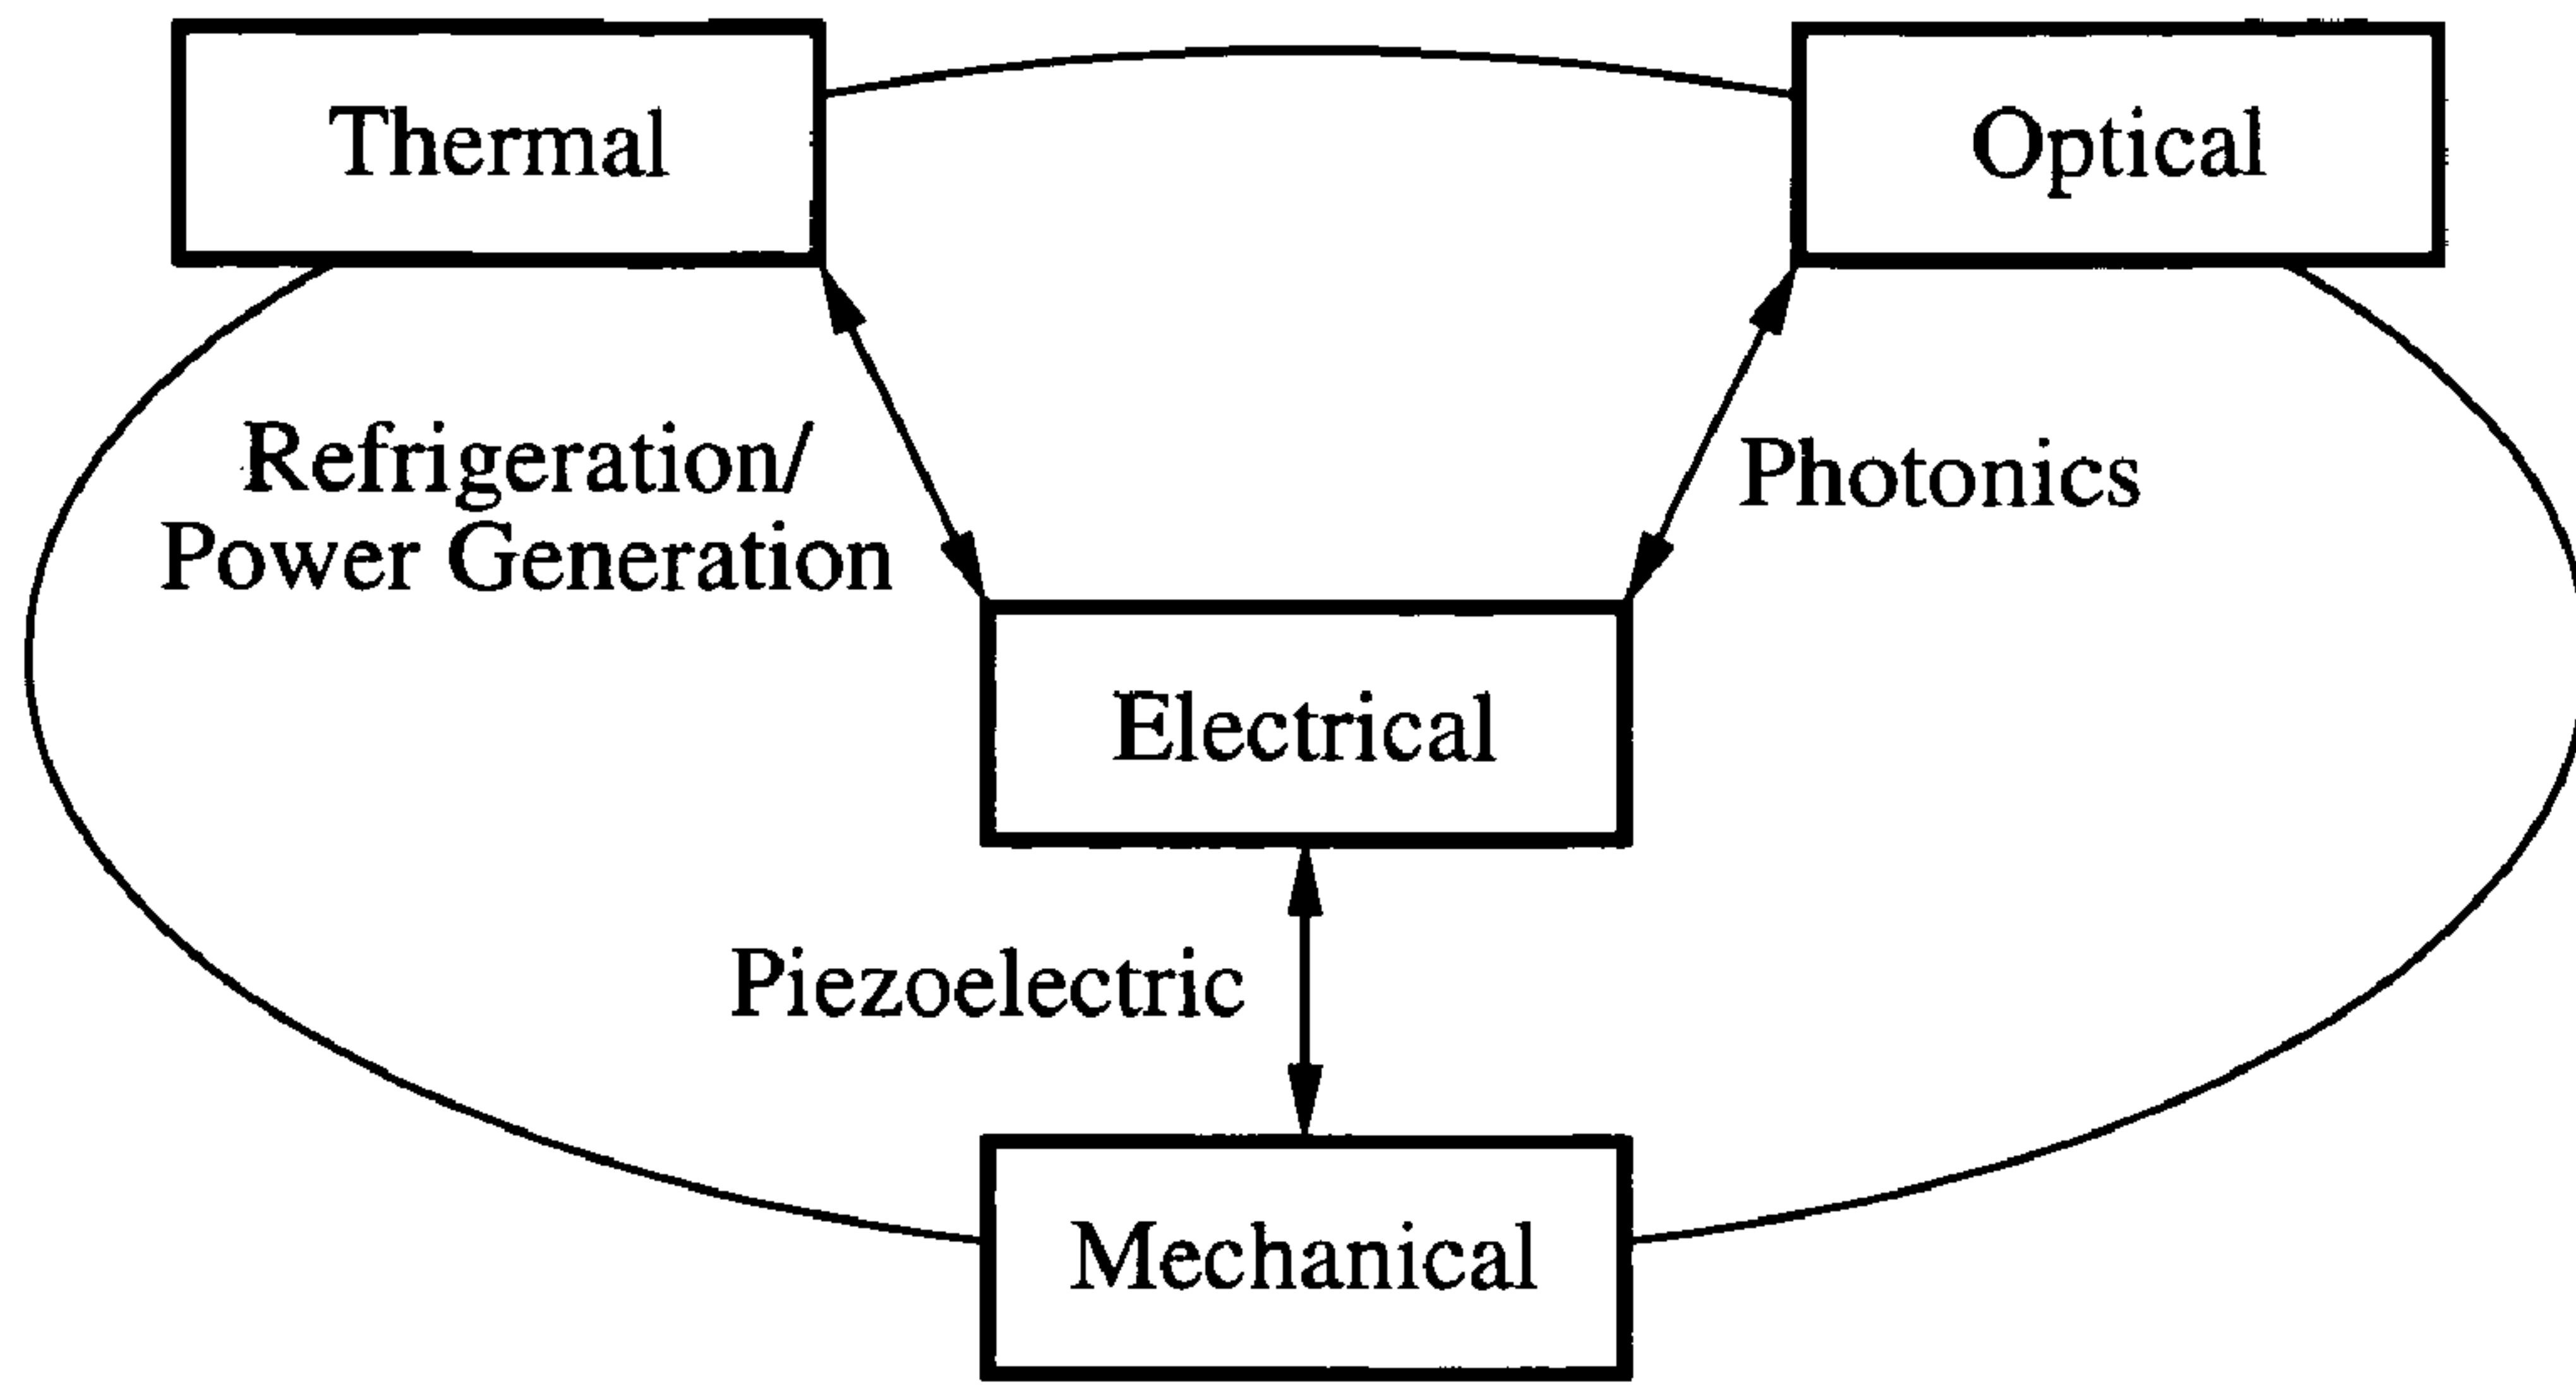 Thermal
Optical
Refrigeration/
Power Generation
Photonics
Electrical
Piezoelectric
Mechanical